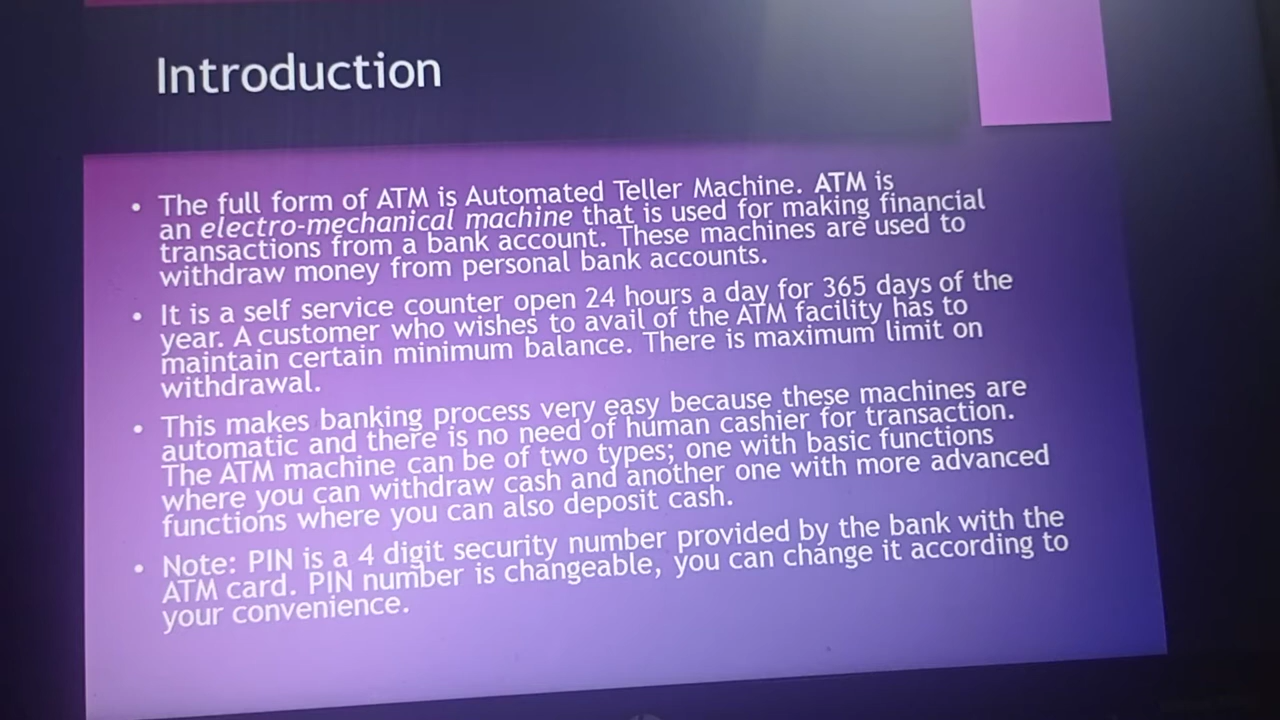 Introduction
• The full form of ATM is Automated Teller Machine. ATM is
an electro-mechanical machine that is used for making financial
transactions from a bank account. These machines are used to
withdraw money from personal bank accounts.
• It is a self service counter open 24 hours a day for 365 days of the
year. A customer who wishes to avail of the ATM facility has to
maintain certain minimum balance. There is maximum limit on
withdrawal.
• This makes banking process very easy because these machines are
automatic and there is no need of human cashier for transaction.
The ATM machine can be of two types; one with basic functions
where you can withdraw cash and another one with more advanced
functions where you can also deposit cash.
• Note: PIN is a 4 digit security number provided by the bank with the
ATM card. PIN number is changeable, you can change it according to
your convenience.